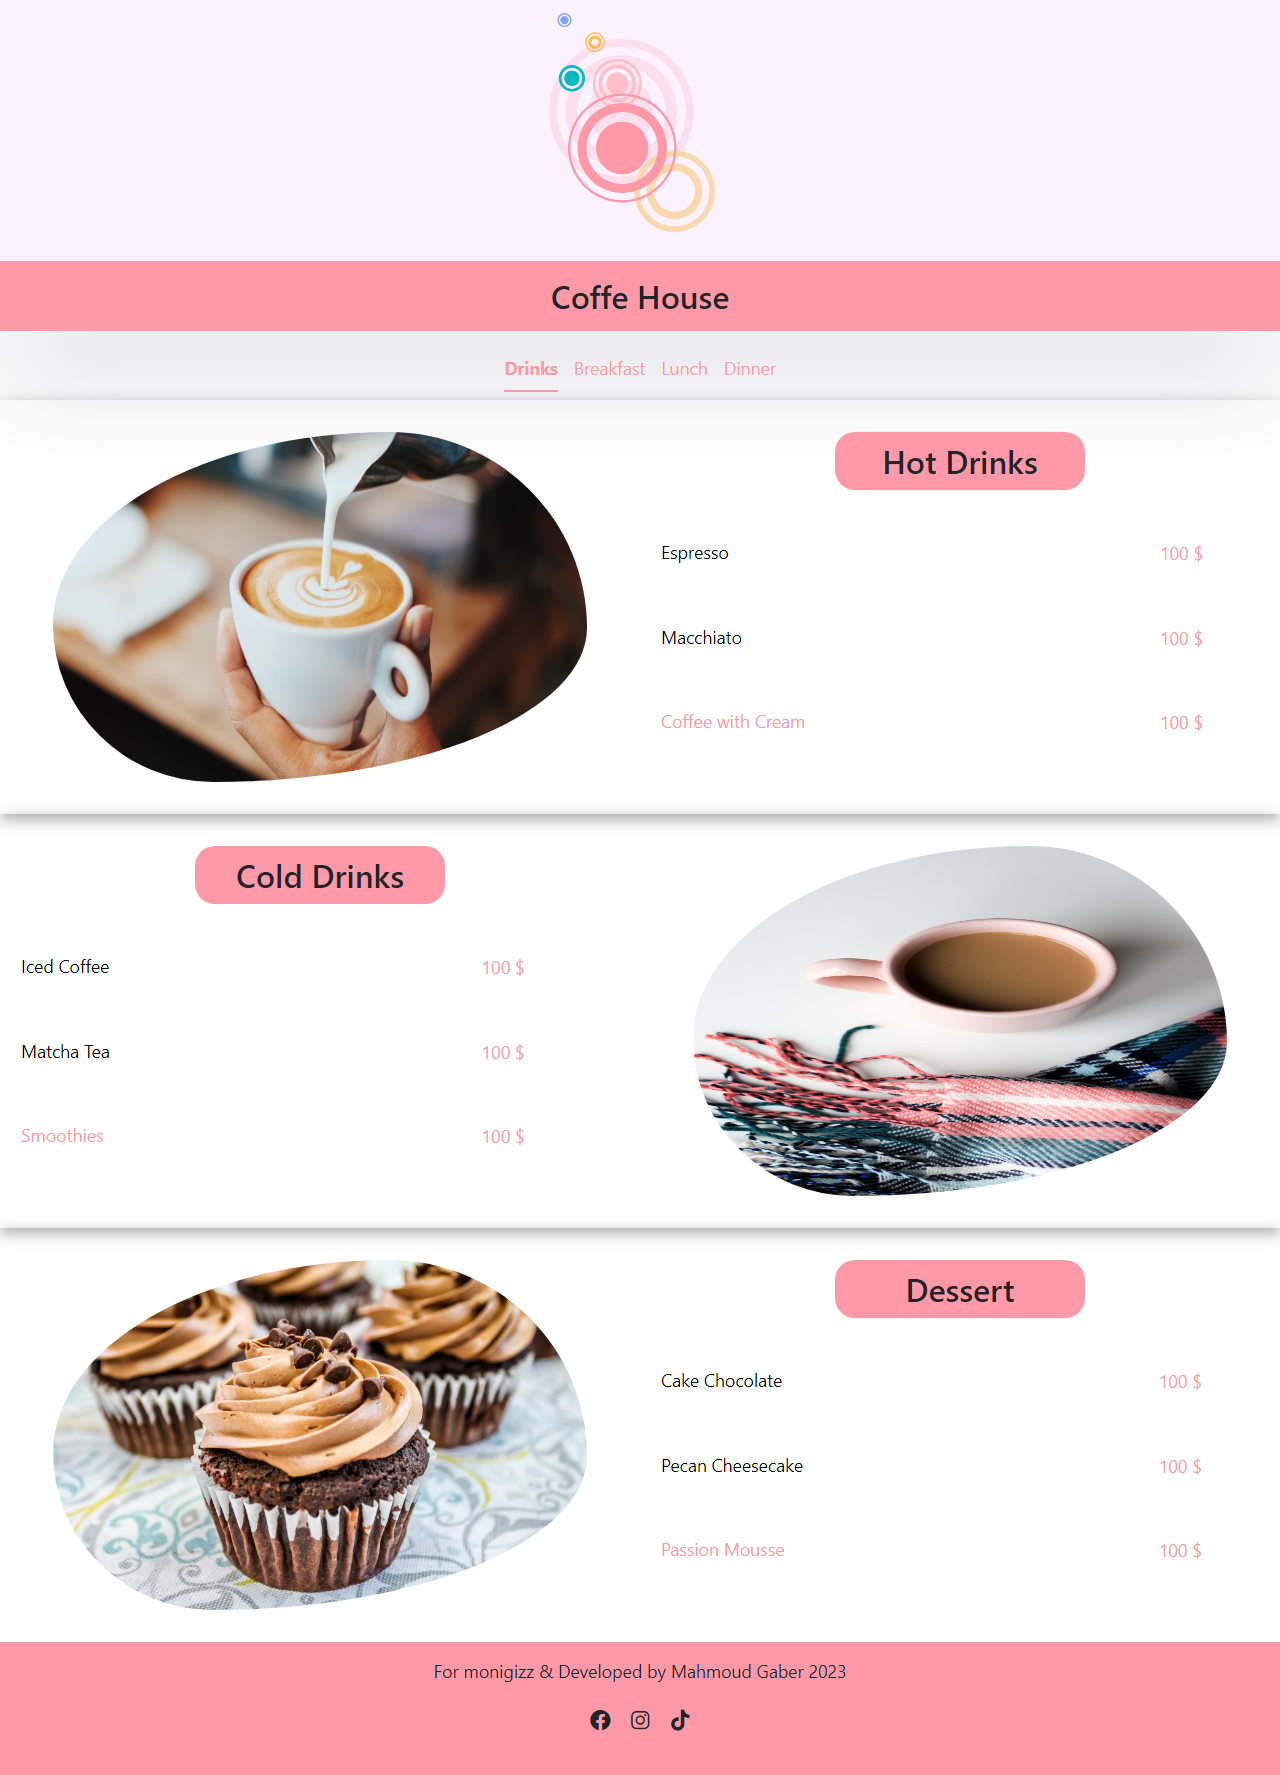 Coffe House
Drinks Breakfast Lunch Dinner
Hot Drinks
Espresso 100 $
Macchiato 100 $
Coffee with Cream 100 $
Cold Drinks
Iced Coffee 100 $
Matcha Tea 100 $
Smoothies 100 $
Dessert
Cake Chocolate 100 $
Pecan Cheesecake 100 $
Passion Mousse 100 $
For monigizz & Developed by Mahmoud Gaber 2023